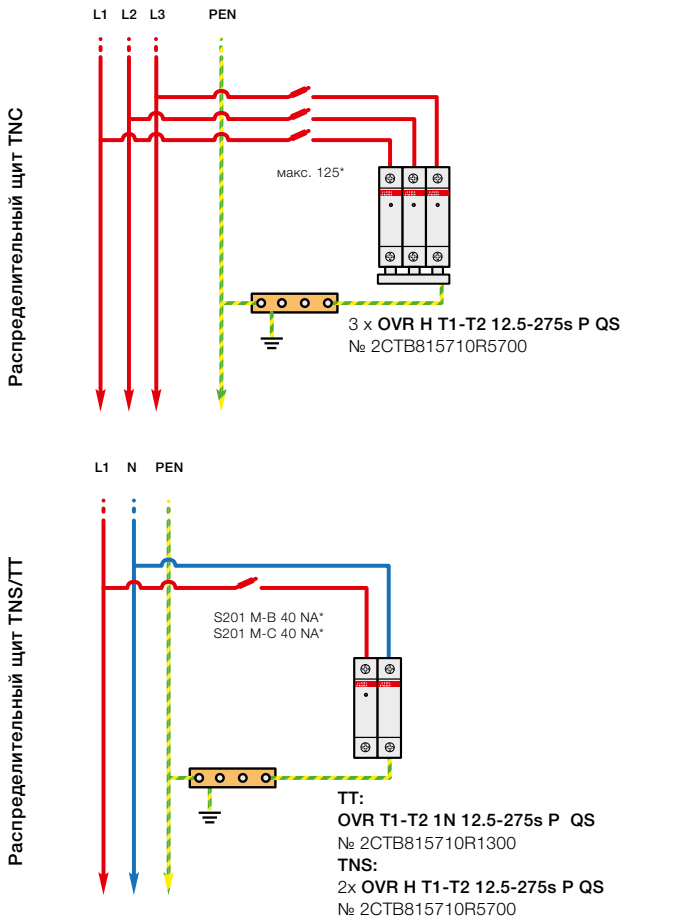 L1 L2 L3 PEN
Распределительный щит TNC
макс. 125*
3 x OVR H T1-T2 12.5-275s P QS
№ 2CTB815710R5700
L1 N PEN
Распределительный щит TNS/TT
S201 M-B 40 NA*
S201 M-C 40 NA*
TT:
OVR T1-T2 1N 12.5-275s P QS
№ 2CTB815710R1300
TNS:
2x OVR H T1-T2 12.5-275s P QS
№ 2CTB815710R5700